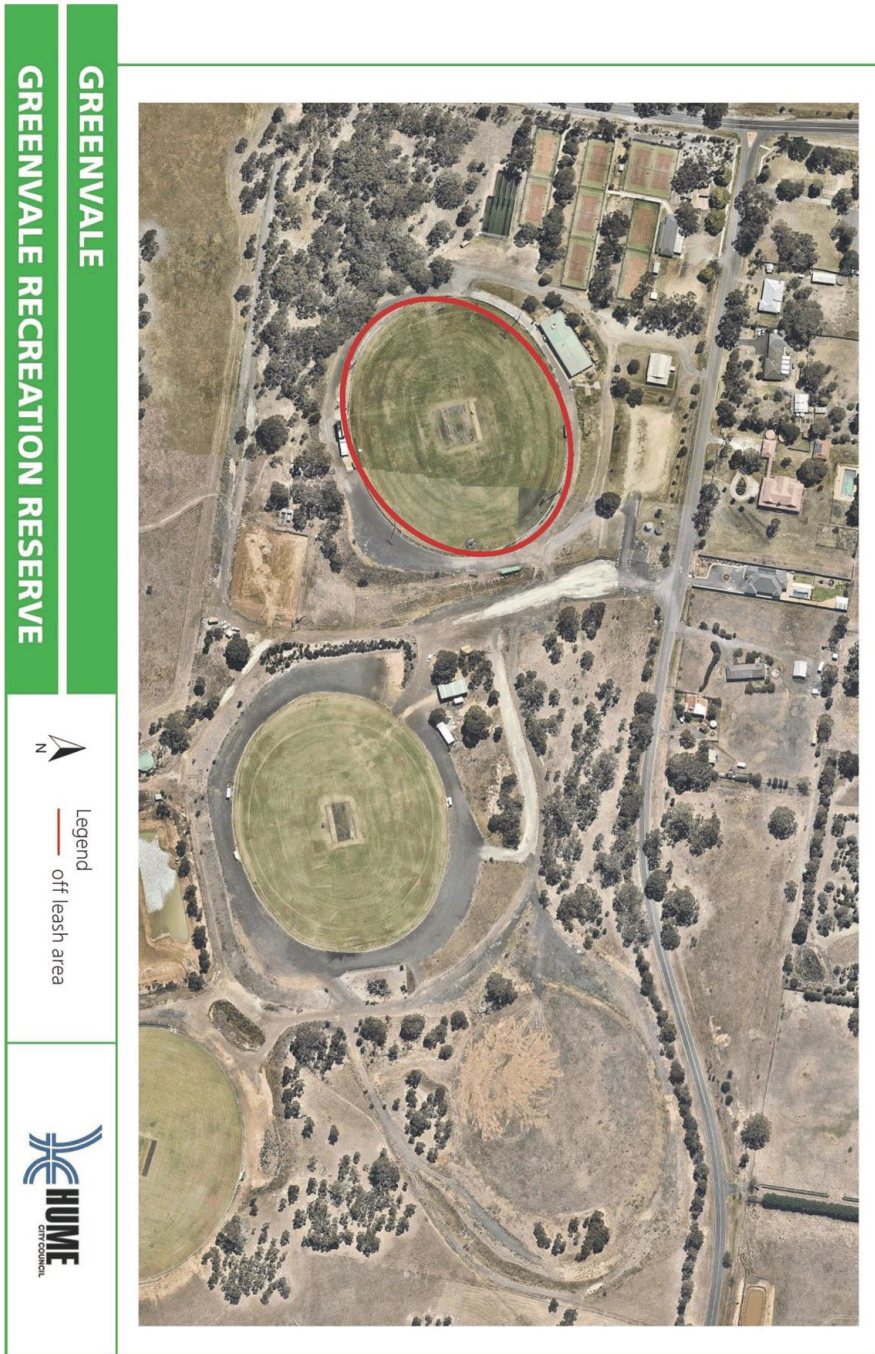 GREENVALE
GREENVALE RECREATION RESERVE
N
Legend
off leash area
HUME
CITY COUNCIL